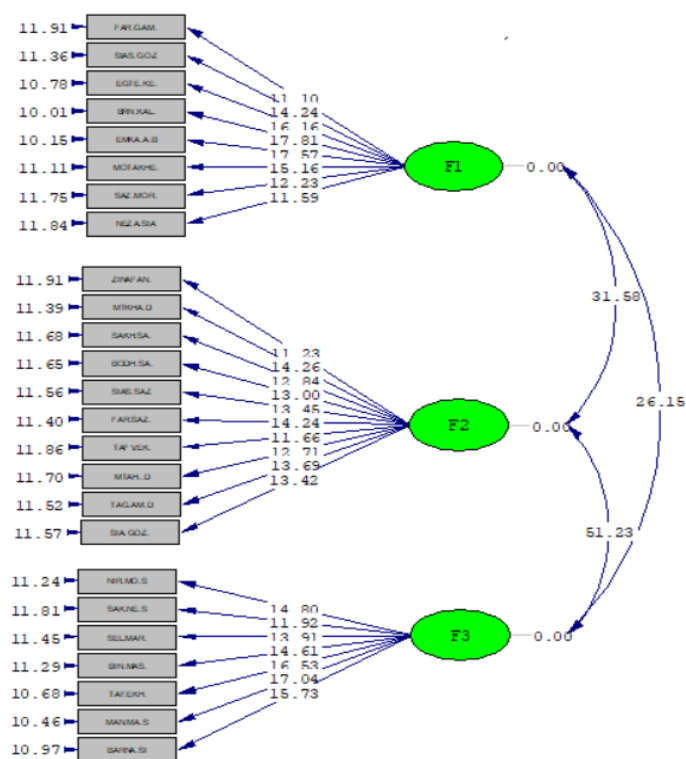 11.91 FAR.GAM. 11.10
11.36 SIAS.GOZ 14.24
10.78 EGTE.KE. 16.16
10.01 BRN.KAL. 17.81
10.15 EMKA.A.B 17.57
11.11 MOTAKHE. 15.16
11.75 SAZ.MOR. 12.23
11.84 NEZA.SIA 11.59
F1 0.00
31.58
26.15
11.91 ZINAFAN. 11.23
11.39 MTKHA.D 14.26
11.68 SAKH.SA. 12.84
11.65 BODH.SA. 13.00
11.56 SIAS.SAZ 13.45
11.40 FAR.SAZ. 14.24
11.86 TAF.VEK. 11.66
11.70 MTAH..D 12.71
11.52 TAG.AM.D 13.69
11.57 SIA.GOZ. 13.42
F2 0.00
51.23
11.24 NIR.MO.S 14.80
11.81 SAK.NE.S 11.92
11.45 SEL.MAR. 13.91
11.29 BIN.MAS. 14.61
10.68 TAF.EKH. 16.53
10.46 MAN.MA.S 17.04
10.97 BARNA.SI 15.73
F3 0.00